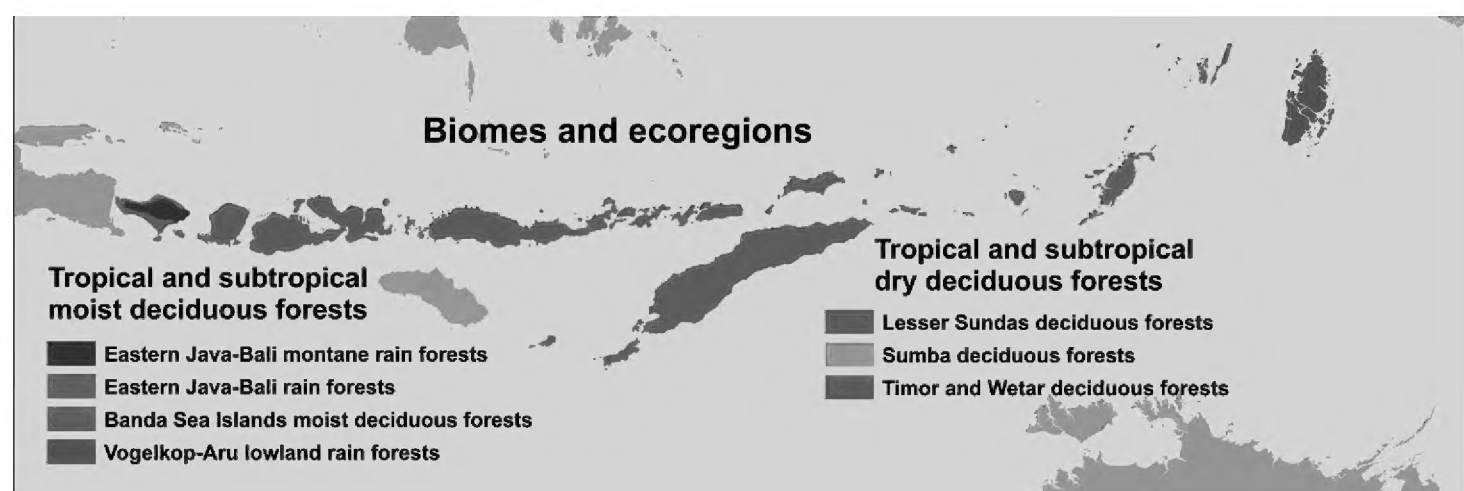 Biomes and ecoregions
Tropical and subtropical
moist deciduous forests
Eastern Java-Bali montane rain forests
Eastern Java-Bali rain forests
Banda Sea Islands moist deciduous forests
Vogelkop-Aru lowland rain forests
Tropical and subtropical
dry deciduous forests
Lesser Sundas deciduous forests
Sumba deciduous forests
Timor and Wetar deciduous forests